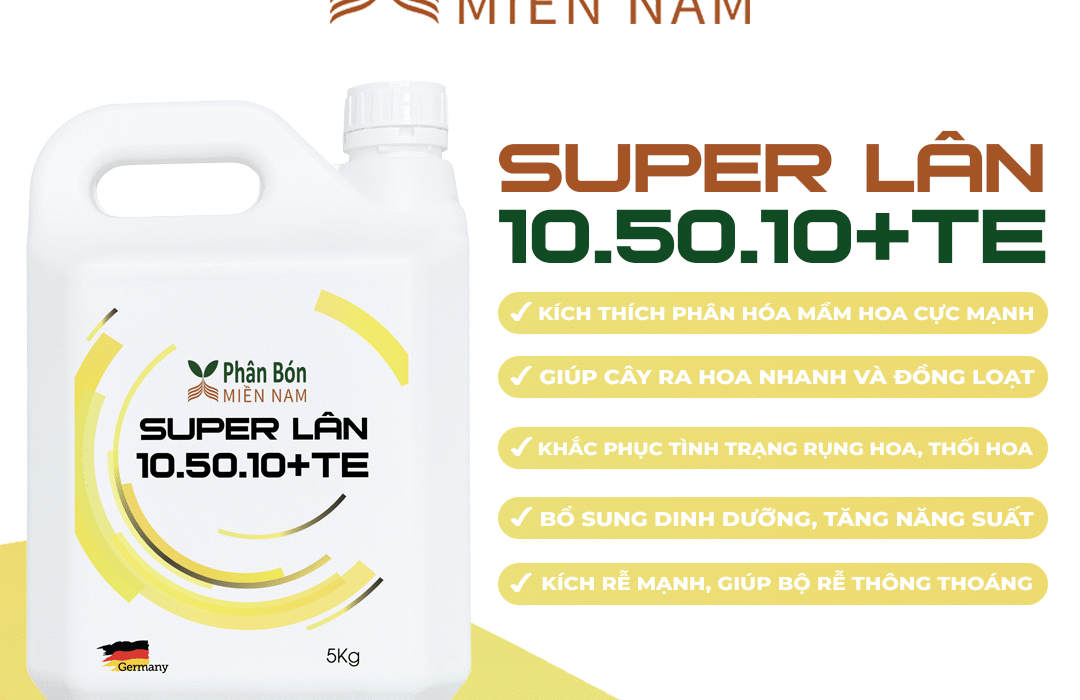 MIỀN NAM
SUPER LÂN
10.50.10+TE
✓ KÍCH THÍCH PHÂN HÓA MẦM HOA CỰC MẠNH
✓ GIÚP CÂY RA HOA NHANH VÀ ĐỒNG LOẠT
✓ KHẮC PHỤC TÌNH TRẠNG RỤNG HOA, THỐI HOA
✓ BỔ SUNG DINH DƯỠNG, TĂNG NĂNG SUẤT
✓ KÍCH RỄ MẠNH, GIÚP BỘ RỄ THÔNG THOÁNG
Phân Bón
MIỀN NAM
SUPER LÂN
10.50.10+TE
Germany
5Kg